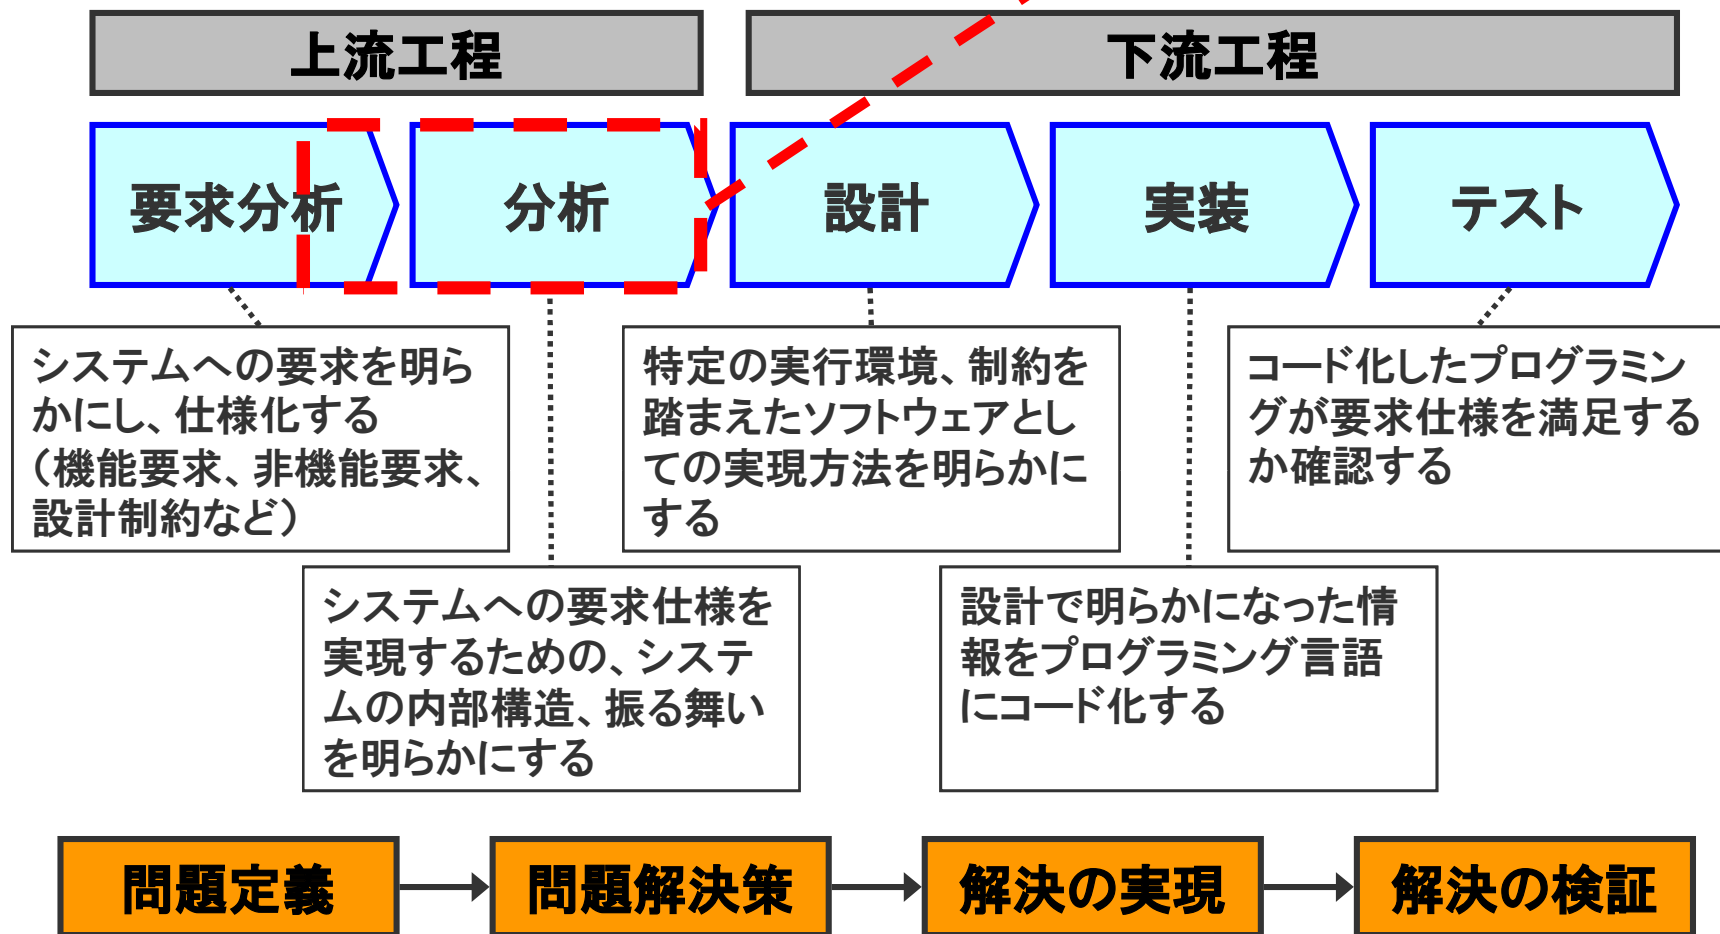 上流工程
下流工程
要求分析
分析
設計
実装
テスト
システムへの要求を明ら
かにし、仕様化する
（機能要求、非機能要求、
設計制約など）
特定の実行環境、制約を
踏まえたソフトウェアとし
ての実現方法を明らかに
する
コード化したプログラミン
グが要求仕様を満足する
か確認する
システムへの要求仕様を
実現するための、システ
ムの内部構造、振る舞い
を明らかにする
設計で明らかになった情
報をプログラミング言語
にコード化する
問題定義
問題解決策
解決の実現
解決の検証